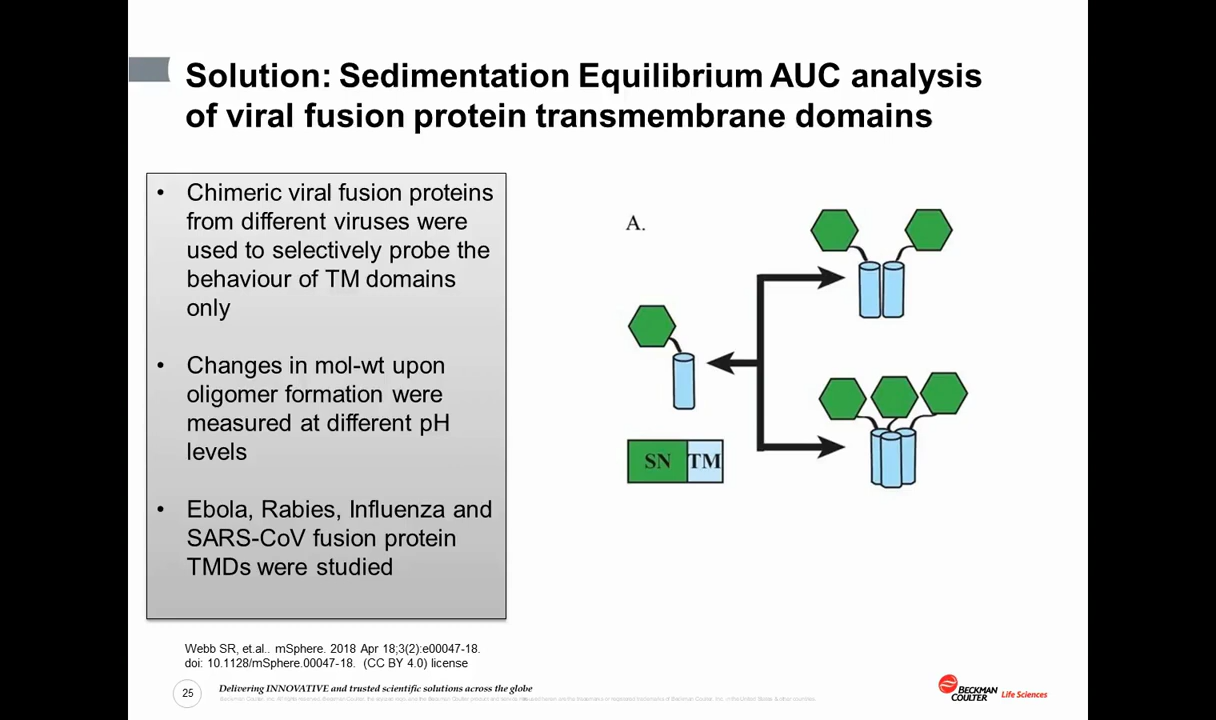 Solution: Sedimentation Equilibrium AUC analysis
of viral fusion protein transmembrane domains
• Chimeric viral fusion proteins
from different viruses were
used to selectively probe the
behaviour of TM domains
only
• Changes in mol-wt upon
oligomer formation were
measured at different pH
levels
• Ebola, Rabies, Influenza and
SARS-CoV fusion protein
TMDs were studied
A.
SN TM
Webb SR, et.al.. mSphere. 2018 Apr 18;3(2):e00047-18.
doi: 10.1128/mSphere.00047-18. (CC BY 4.0) license
25
Delivering INNOVATIVE and trusted scientific solutions across the globe
BECKMAN
COULTER Life Sciences